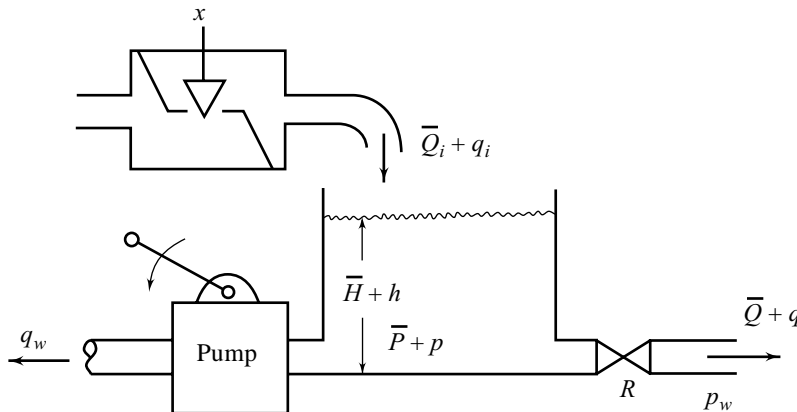 x
Q̅ᵢ + qᵢ
H̅ + h
P̅ + p
q_w
Pump
Q̅ + q
R
p_w